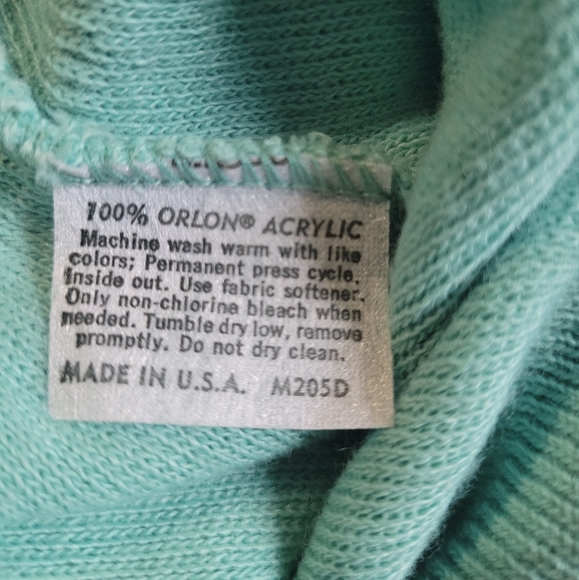 100% ORLON® ACRYLIC
Machine wash warm with like
colors; Permanent press cycle.
Inside out. Use fabric softener.
Only non-chlorine bleach when
needed. Tumble dry low, remove
promptly. Do not dry clean.
MADE IN U.S.A. M205D